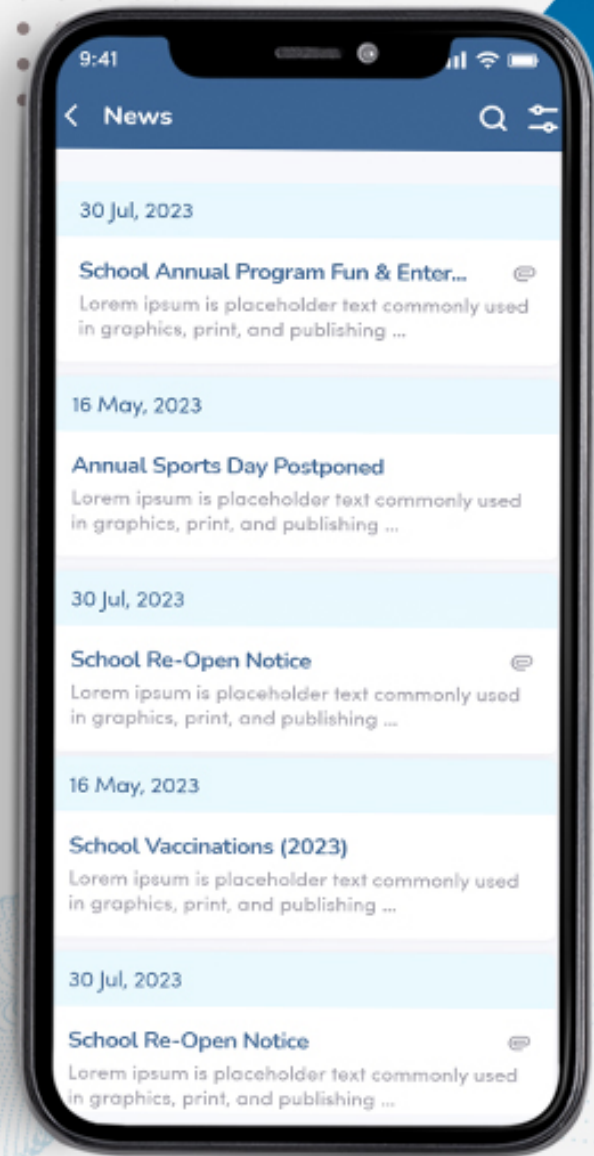 9:41
News
30 Jul, 2023
School Annual Program Fun & Enter...
Lorem ipsum is placeholder text commonly used
in graphics, print, and publishing ...
16 May, 2023
Annual Sports Day Postponed
Lorem ipsum is placeholder text commonly used
in graphics, print, and publishing ...
30 Jul, 2023
School Re-Open Notice
Lorem ipsum is placeholder text commonly used
in graphics, print, and publishing ...
16 May, 2023
School Vaccinations (2023)
Lorem ipsum is placeholder text commonly used
in graphics, print, and publishing ...
30 Jul, 2023
School Re-Open Notice
Lorem ipsum is placeholder text commonly used
in graphics, print, and publishing ...